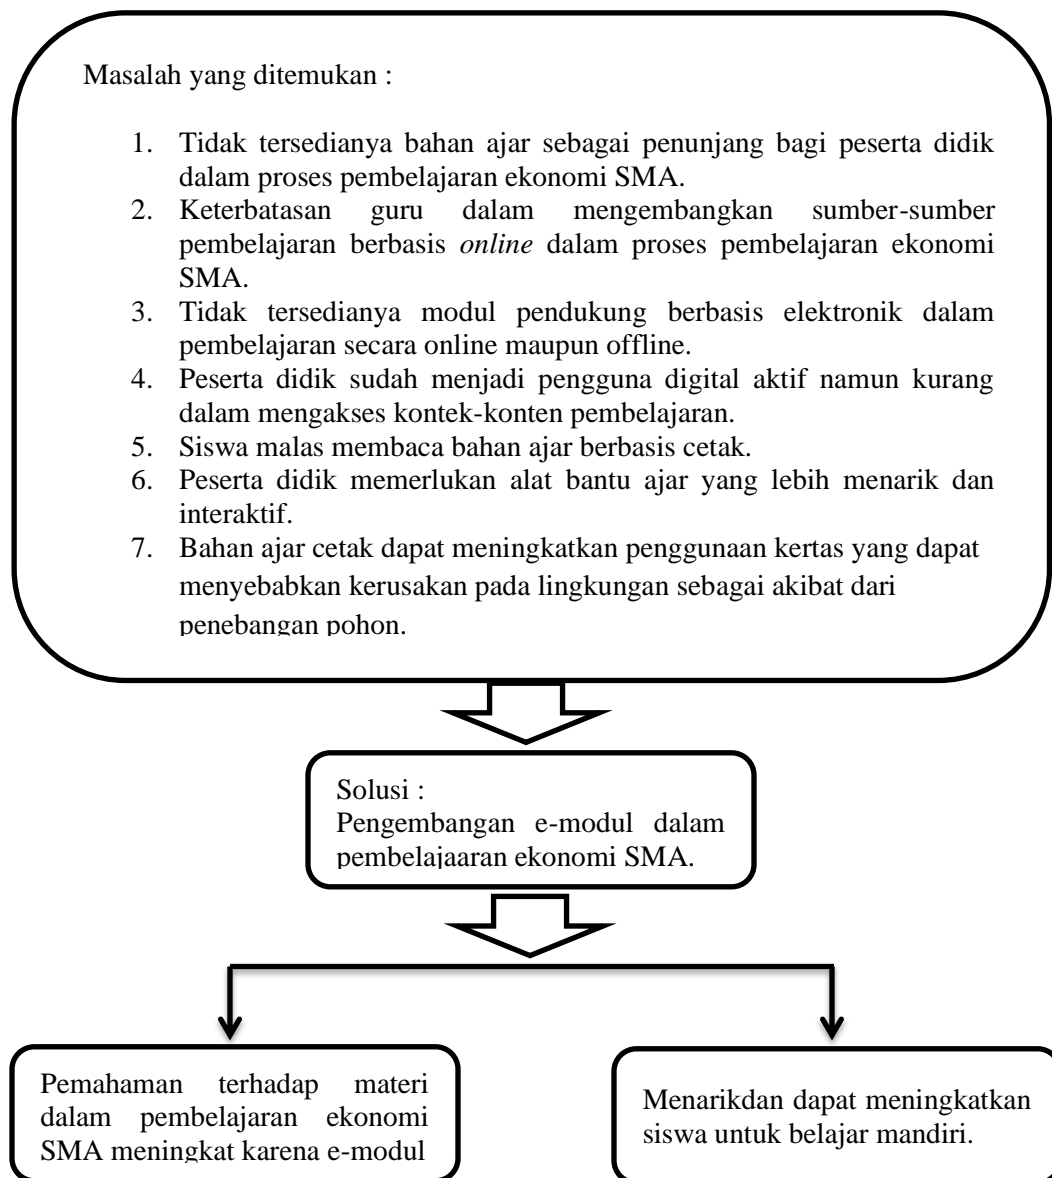 Masalah yang ditemukan :
1. Tidak tersedianya bahan ajar sebagai penunjang bagi peserta didik
dalam proses pembelajaran ekonomi SMA.
2. Keterbatasan guru dalam mengembangkan sumber-sumber
pembelajaran berbasis online dalam proses pembelajaran ekonomi
SMA.
3. Tidak tersedianya modul pendukung berbasis elektronik dalam
pembelajaran secara online maupun offline.
4. Peserta didik sudah menjadi pengguna digital aktif namun kurang
dalam mengakses kontek-konten pembelajaran.
5. Siswa malas membaca bahan ajar berbasis cetak.
6. Peserta didik memerlukan alat bantu ajar yang lebih menarik dan
interaktif.
7. Bahan ajar cetak dapat meningkatkan penggunaan kertas yang dapat
menyebabkan kerusakan pada lingkungan sebagai akibat dari
penebangan pohon.
Solusi :
Pengembangan e-modul dalam
pembelajaaran ekonomi SMA.
Pemahaman terhadap materi
dalam pembelajaran ekonomi
SMA meningkat karena e-modul
Menarikdan dapat meningkatkan
siswa untuk belajar mandiri.